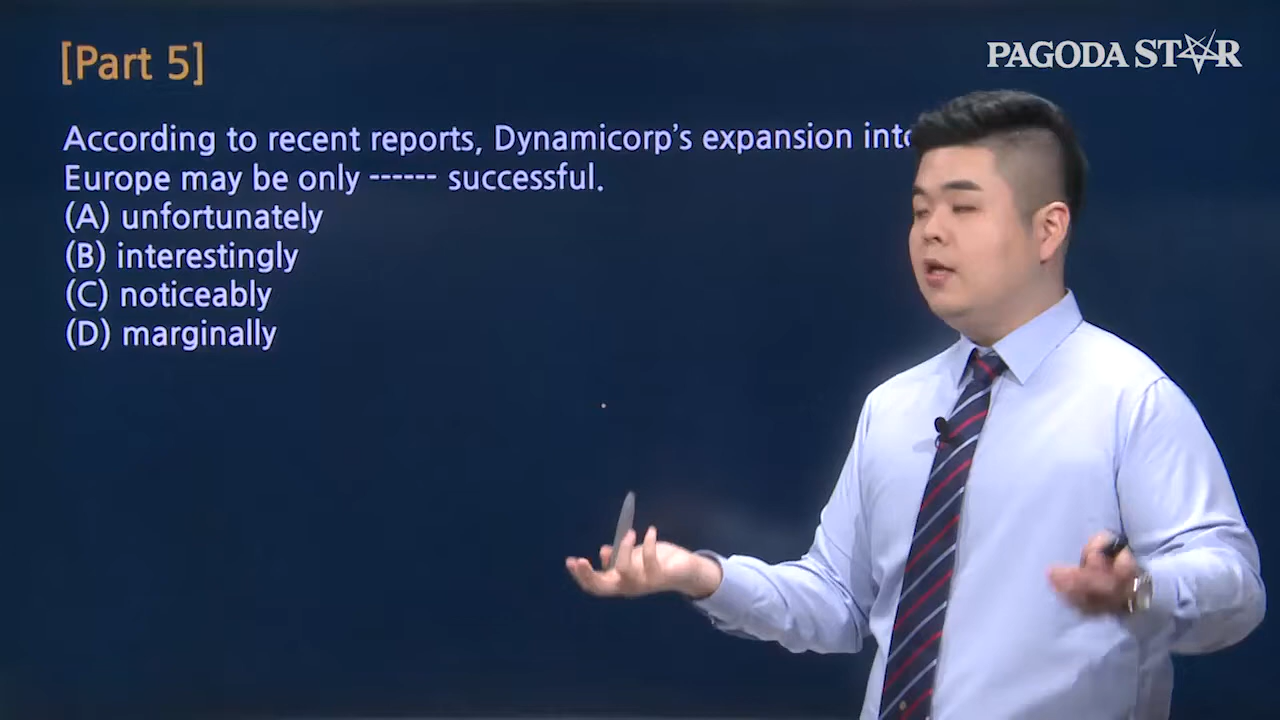 [Part 5]
PAGODA STAR
According to recent reports, Dynamicorp's expansion into
Europe may be only ------ successful.
(A) unfortunately
(B) interestingly
(C) noticeably
(D) marginally